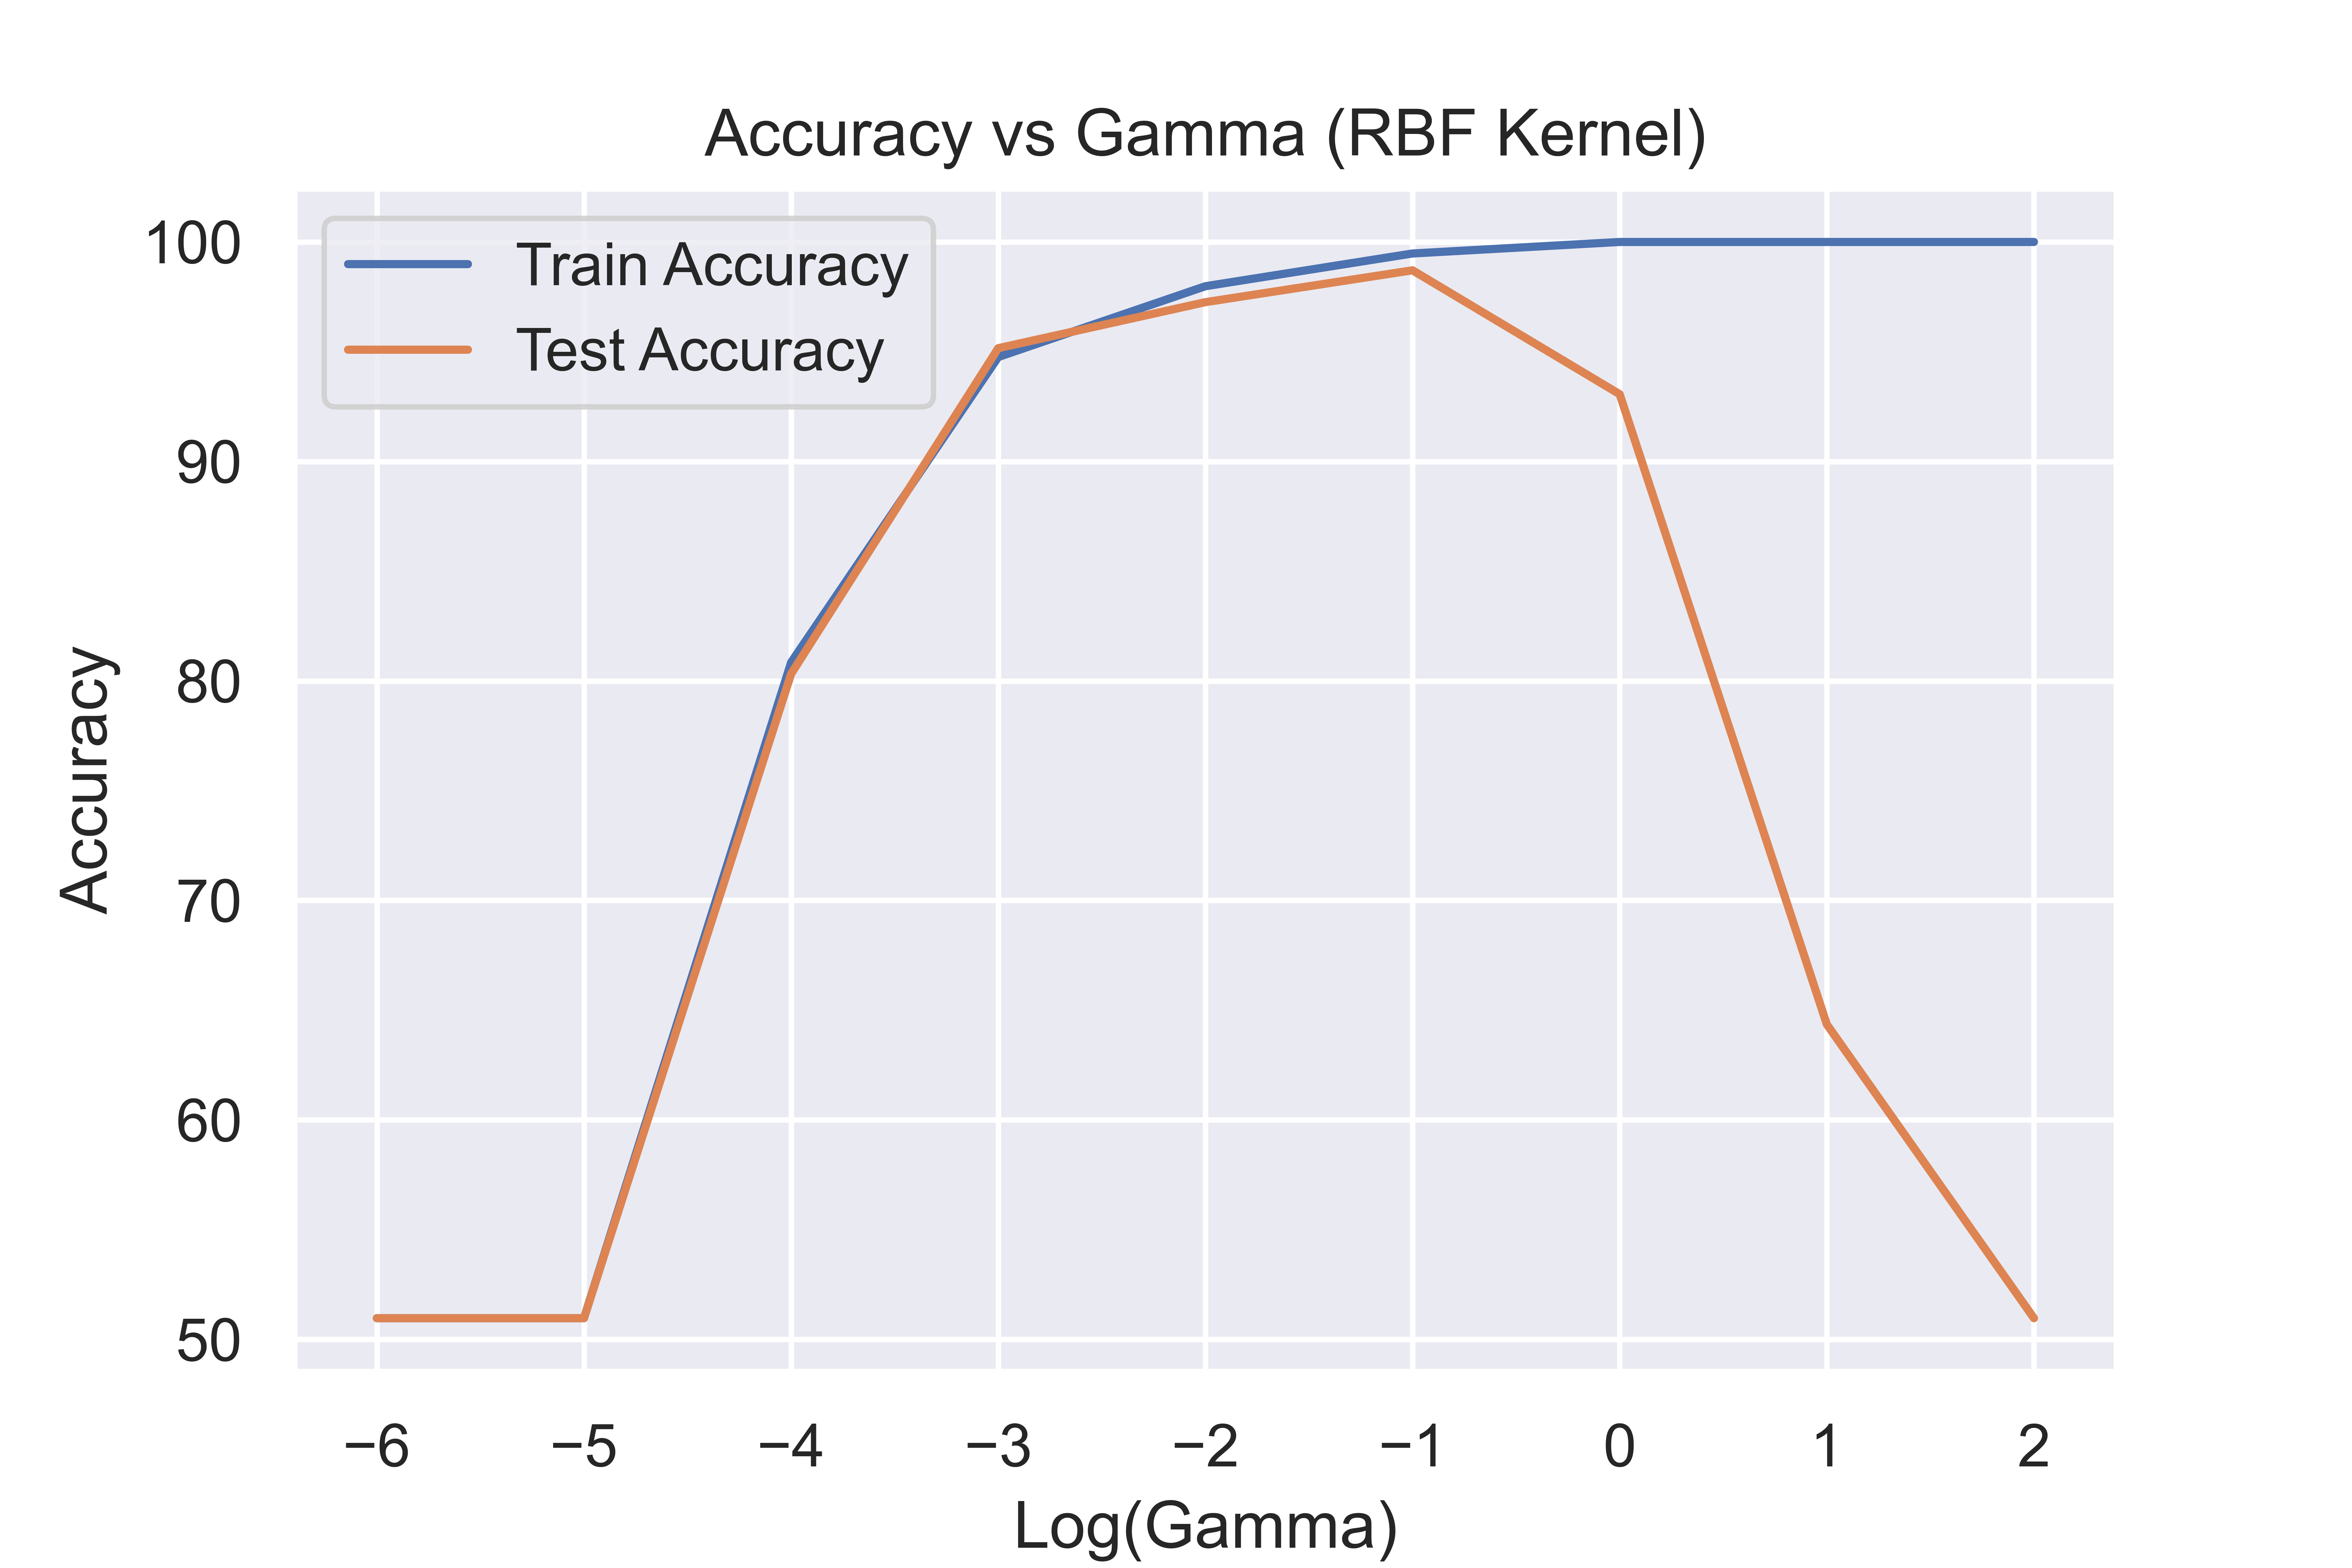 Accuracy vs Gamma (RBF Kernel)
Train Accuracy
Test Accuracy
100
90
80
70
60
50
Accuracy
−6 −5 −4 −3 −2 −1 0 1 2
Log(Gamma)